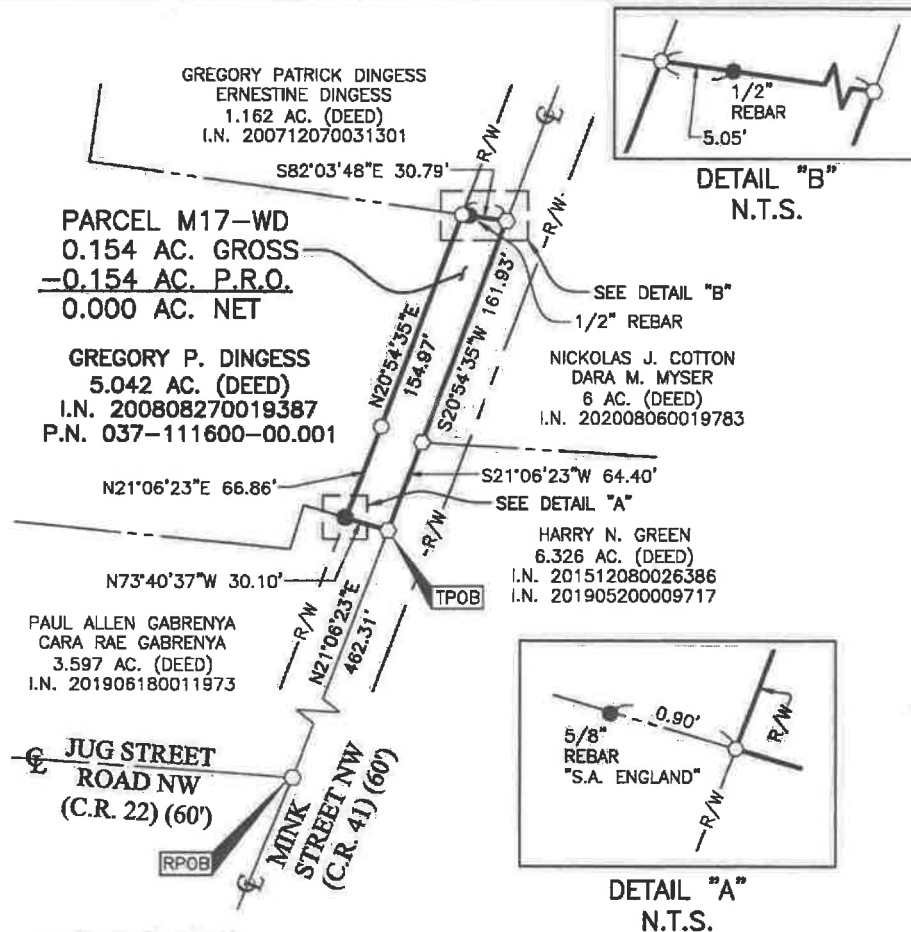 GREGORY PATRICK DINGESS
ERNESTINE DINGESS
1.162 AC. (DEED)
I.N. 200712070031301
S82°03'48"E 30.79'
R/W
℄
R/W
1/2"
REBAR
5.05'
DETAIL "B"
N.T.S.
PARCEL M17-WD
0.154 AC. GROSS
-0.154 AC. P.R.O.
0.000 AC. NET
SEE DETAIL "B"
1/2" REBAR
GREGORY P. DINGESS
5.042 AC. (DEED)
I.N. 200808270019387
P.N. 037-111600-00.001
N20°54'35"E
154.97'
S20°54'35"W 161.93'
NICKOLAS J. COTTON
DARA M. MYSER
6 AC. (DEED)
I.N. 202008060019783
N21°06'23"E 66.86'
S21°06'23"W 64.40'
SEE DETAIL "A"
R/W
HARRY N. GREEN
6.326 AC. (DEED)
I.N. 201512080026386
I.N. 201905200009717
N73°40'37"W 30.10'
TPOB
R/W
N21°06'23"E
462.31'
PAUL ALLEN GABRENYA
CARA RAE GABRENYA
3.597 AC. (DEED)
I.N. 201906180011973
℄ JUG STREET
ROAD NW
(C.R. 22) (60')
RPOB
MINK
STREET NW
(C.R. 41) (60')
℄
0.90'
5/8"
REBAR
"S.A. ENGLAND"
R/W
R/W
DETAIL "A"
N.T.S.